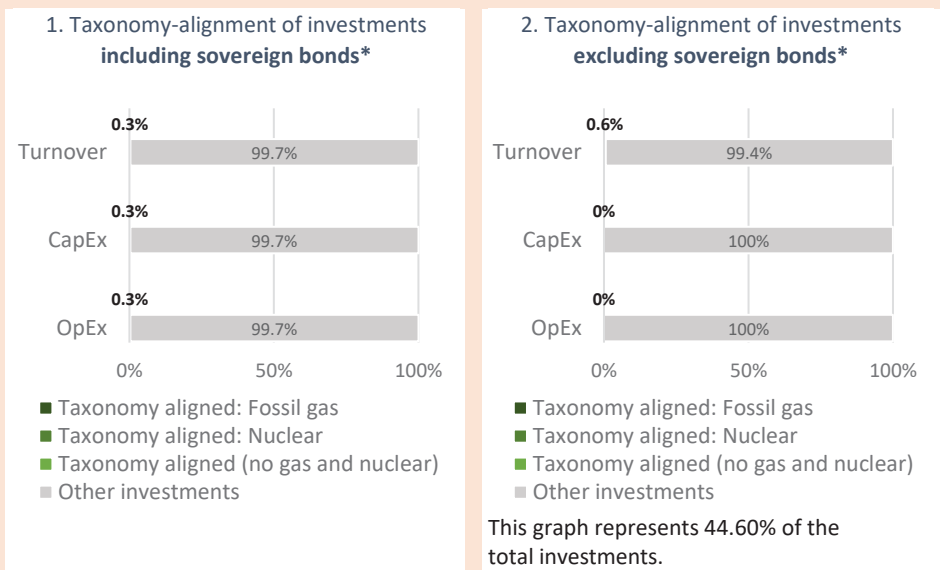 1. Taxonomy-alignment of investments
including sovereign bonds*
0.3%
Turnover 99.7%
0.3%
CapEx 99.7%
0.3%
OpEx 99.7%
0% 50% 100%
Taxonomy aligned: Fossil gas
Taxonomy aligned: Nuclear
Taxonomy aligned (no gas and nuclear)
Other investments
2. Taxonomy-alignment of investments
excluding sovereign bonds*
0.6%
Turnover 99.4%
0%
CapEx 100%
0%
OpEx 100%
0% 50% 100%
Taxonomy aligned: Fossil gas
Taxonomy aligned: Nuclear
Taxonomy aligned (no gas and nuclear)
Other investments
This graph represents 44.60% of the
total investments.